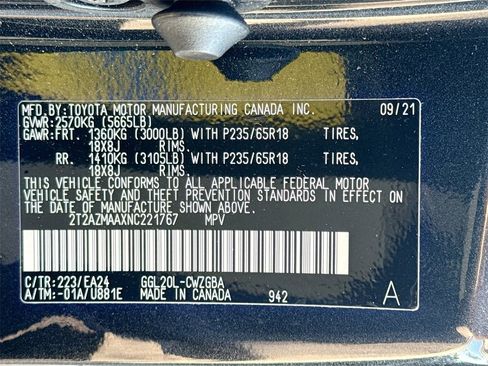 MFD.BY:TOYOTA MOTOR MANUFACTURING CANADA INC. 09/21
GVWR:2570KG (5665LB)
GAWR:FRT. 1360KG (3000LB) WITH P235/65R18 TIRES,
18X8J RIMS.
RR. 1410KG (3105LB) WITH P235/65R18 TIRES,
18X8J RIMS.
THIS VEHICLE CONFORMS TO ALL APPLICABLE FEDERAL MOTOR
VEHICLE SAFETY AND THEFT PREVENTION STANDARDS IN EFFECT
ON THE DATE OF MANUFACTURE SHOWN ABOVE.
2T2AZMAAXNC221767 MPV
C/TR:223/EA24 GGL20L-CWZGBA
A/TM:-01A/U881E MADE IN CANADA 942 A